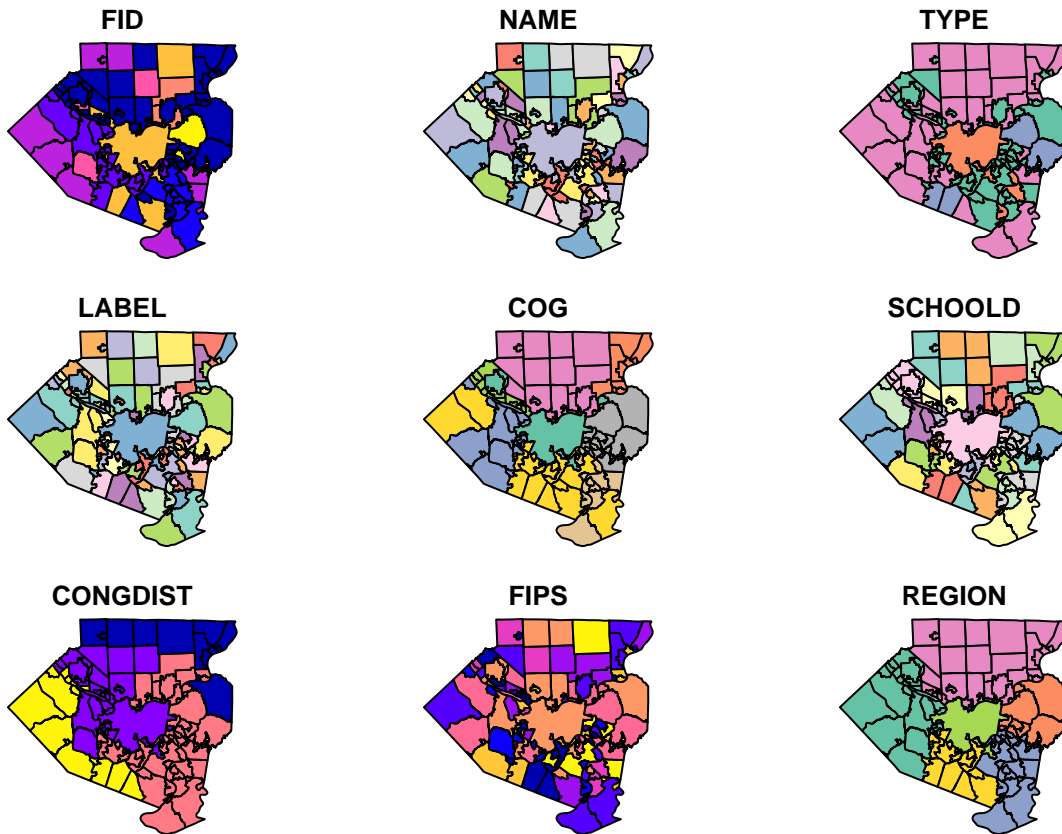 FID
NAME
TYPE
LABEL
COG
SCHOOLD
CONGDIST
FIPS
REGION